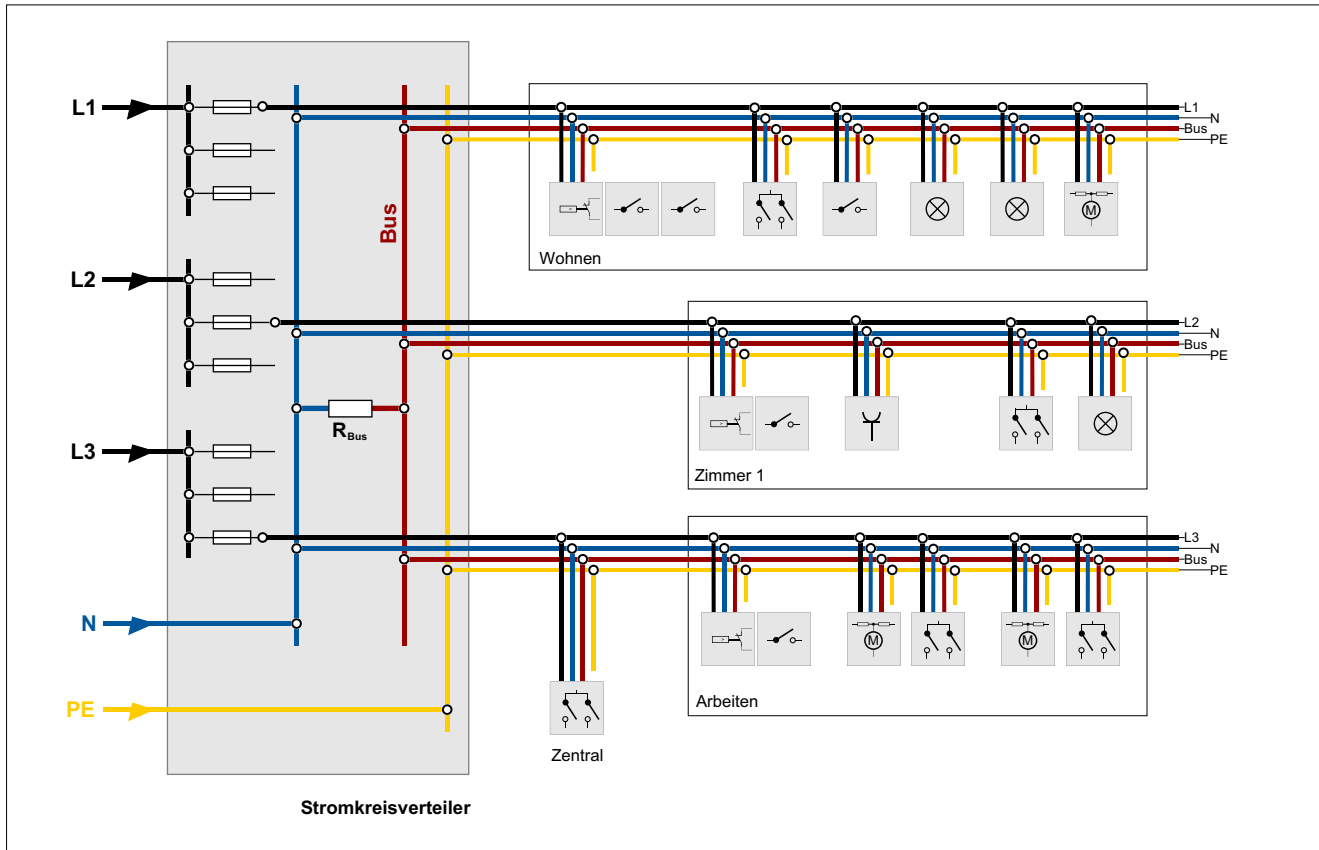 L1
L1
N
Bus
PE
Bus
M
Wohnen
L2
L2
N
Bus
PE
R_Bus
Zimmer 1
L3
L3
N
Bus
PE
M
M
N
Arbeiten
PE
Zentral
Stromkreisverteiler